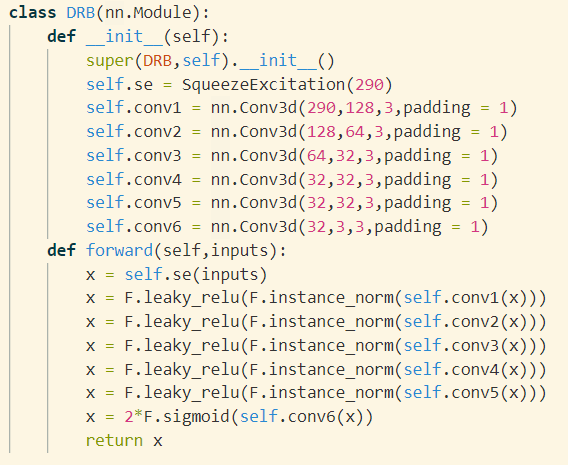 class DRB(nn.Module):
    def __init__(self):
        super(DRB,self).__init__()
        self.se = SqueezeExcitation(290)
        self.conv1 = nn.Conv3d(290,128,3,padding = 1)
        self.conv2 = nn.Conv3d(128,64,3,padding = 1)
        self.conv3 = nn.Conv3d(64,32,3,padding = 1)
        self.conv4 = nn.Conv3d(32,32,3,padding = 1)
        self.conv5 = nn.Conv3d(32,32,3,padding = 1)
        self.conv6 = nn.Conv3d(32,3,3,padding = 1)
    def forward(self,inputs):
        x = self.se(inputs)
        x = F.leaky_relu(F.instance_norm(self.conv1(x)))
        x = F.leaky_relu(F.instance_norm(self.conv2(x)))
        x = F.leaky_relu(F.instance_norm(self.conv3(x)))
        x = F.leaky_relu(F.instance_norm(self.conv4(x)))
        x = F.leaky_relu(F.instance_norm(self.conv5(x)))
        x = 2*F.sigmoid(self.conv6(x))
        return x